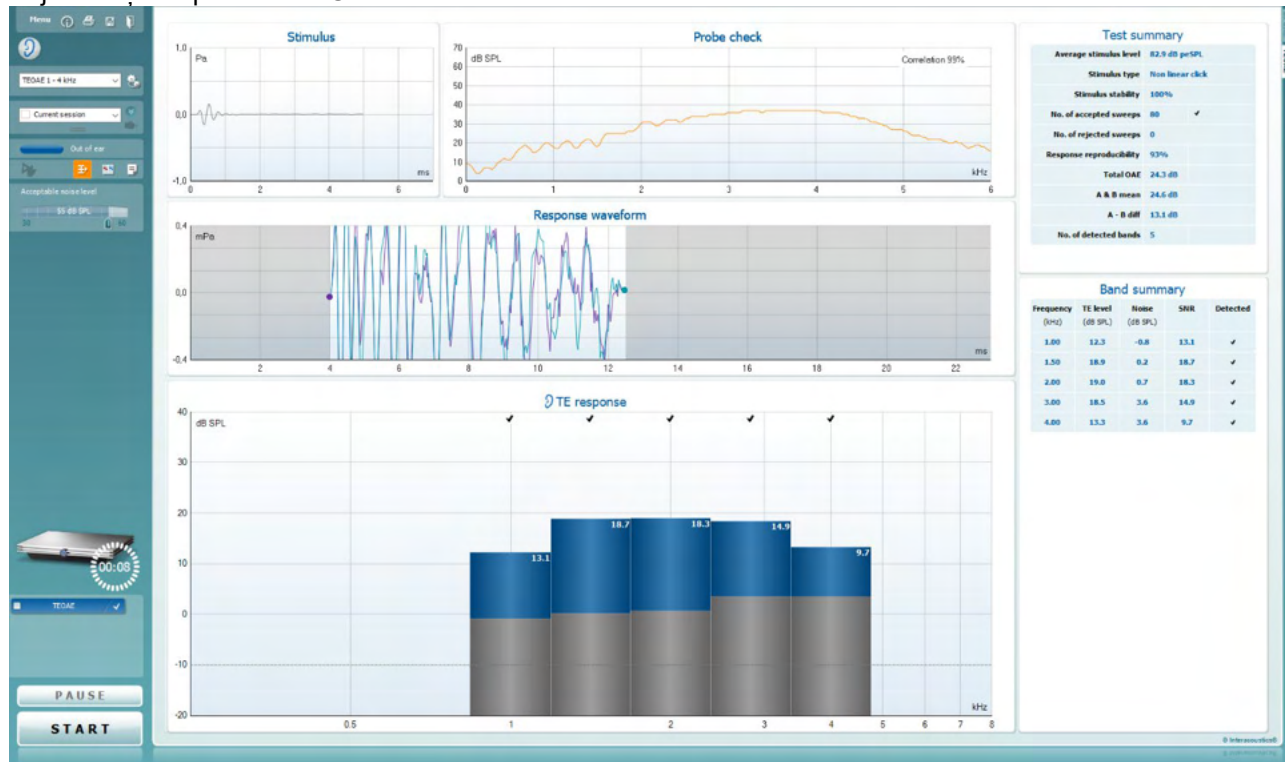 Menu
TEOAE 1 - 4 kHz
Current session
Out of ear
Acceptable noise level
55 dB SPL
00:08
TEOAE
PAUSE
START
Stimulus
1,0
Pa
0,0
-1,0
0 2 4 6
ms
Probe check
70
dB SPL
Correlation 99%
60
50
40
30
20
10
0
kHz
0 1 2 3 4 5 6
Response waveform
0,4
mPa
0,0
-0,4
ms
2 4 6 8 10 12 14 16 18 20 22
TE response
40
dB SPL
30
20
18.7 18.3 14.9
13.1 9.7
10
0
-10
-20
kHz
0.5 1 2 3 4 5 6 7 8
Test summary
Average stimulus level 82.9 dB peSPL
Stimulus type Non linear click
Stimulus stability 100%
No. of accepted sweeps 80 ✔
No. of rejected sweeps 0
Response reproducibility 93%
Total OAE 24.3 dB
A & B mean 24.6 dB
A - B diff 13.1 dB
No. of detected bands 5
Band summary
Frequency TE level Noise SNR Detected
(kHz) (dB SPL) (dB SPL)
1.00 12.3 -0.8 13.1 ✔
1.50 18.9 0.2 18.7 ✔
2.00 19.0 0.7 18.3 ✔
3.00 18.5 3.6 14.9 ✔
4.00 13.3 3.6 9.7 ✔
© Interacoustics®